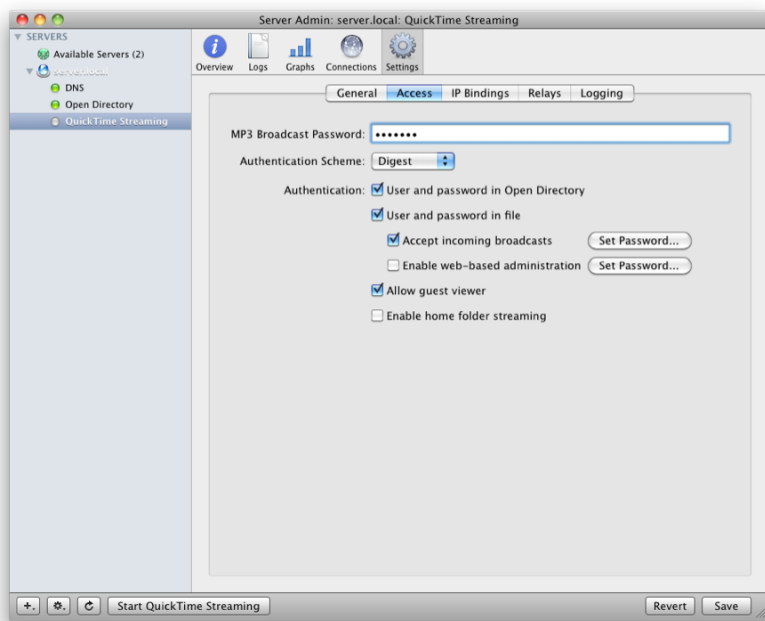 Server Admin: server.local: QuickTime Streaming
SERVERS
Available Servers (2)
server.local
DNS
Open Directory
QuickTime Streaming
Overview Logs Graphs Connections Settings
General Access IP Bindings Relays Logging
MP3 Broadcast Password: •••••••
Authentication Scheme: Digest
Authentication: User and password in Open Directory
User and password in file
Accept incoming broadcasts Set Password...
Enable web-based administration Set Password...
Allow guest viewer
Enable home folder streaming
Start QuickTime Streaming Revert Save